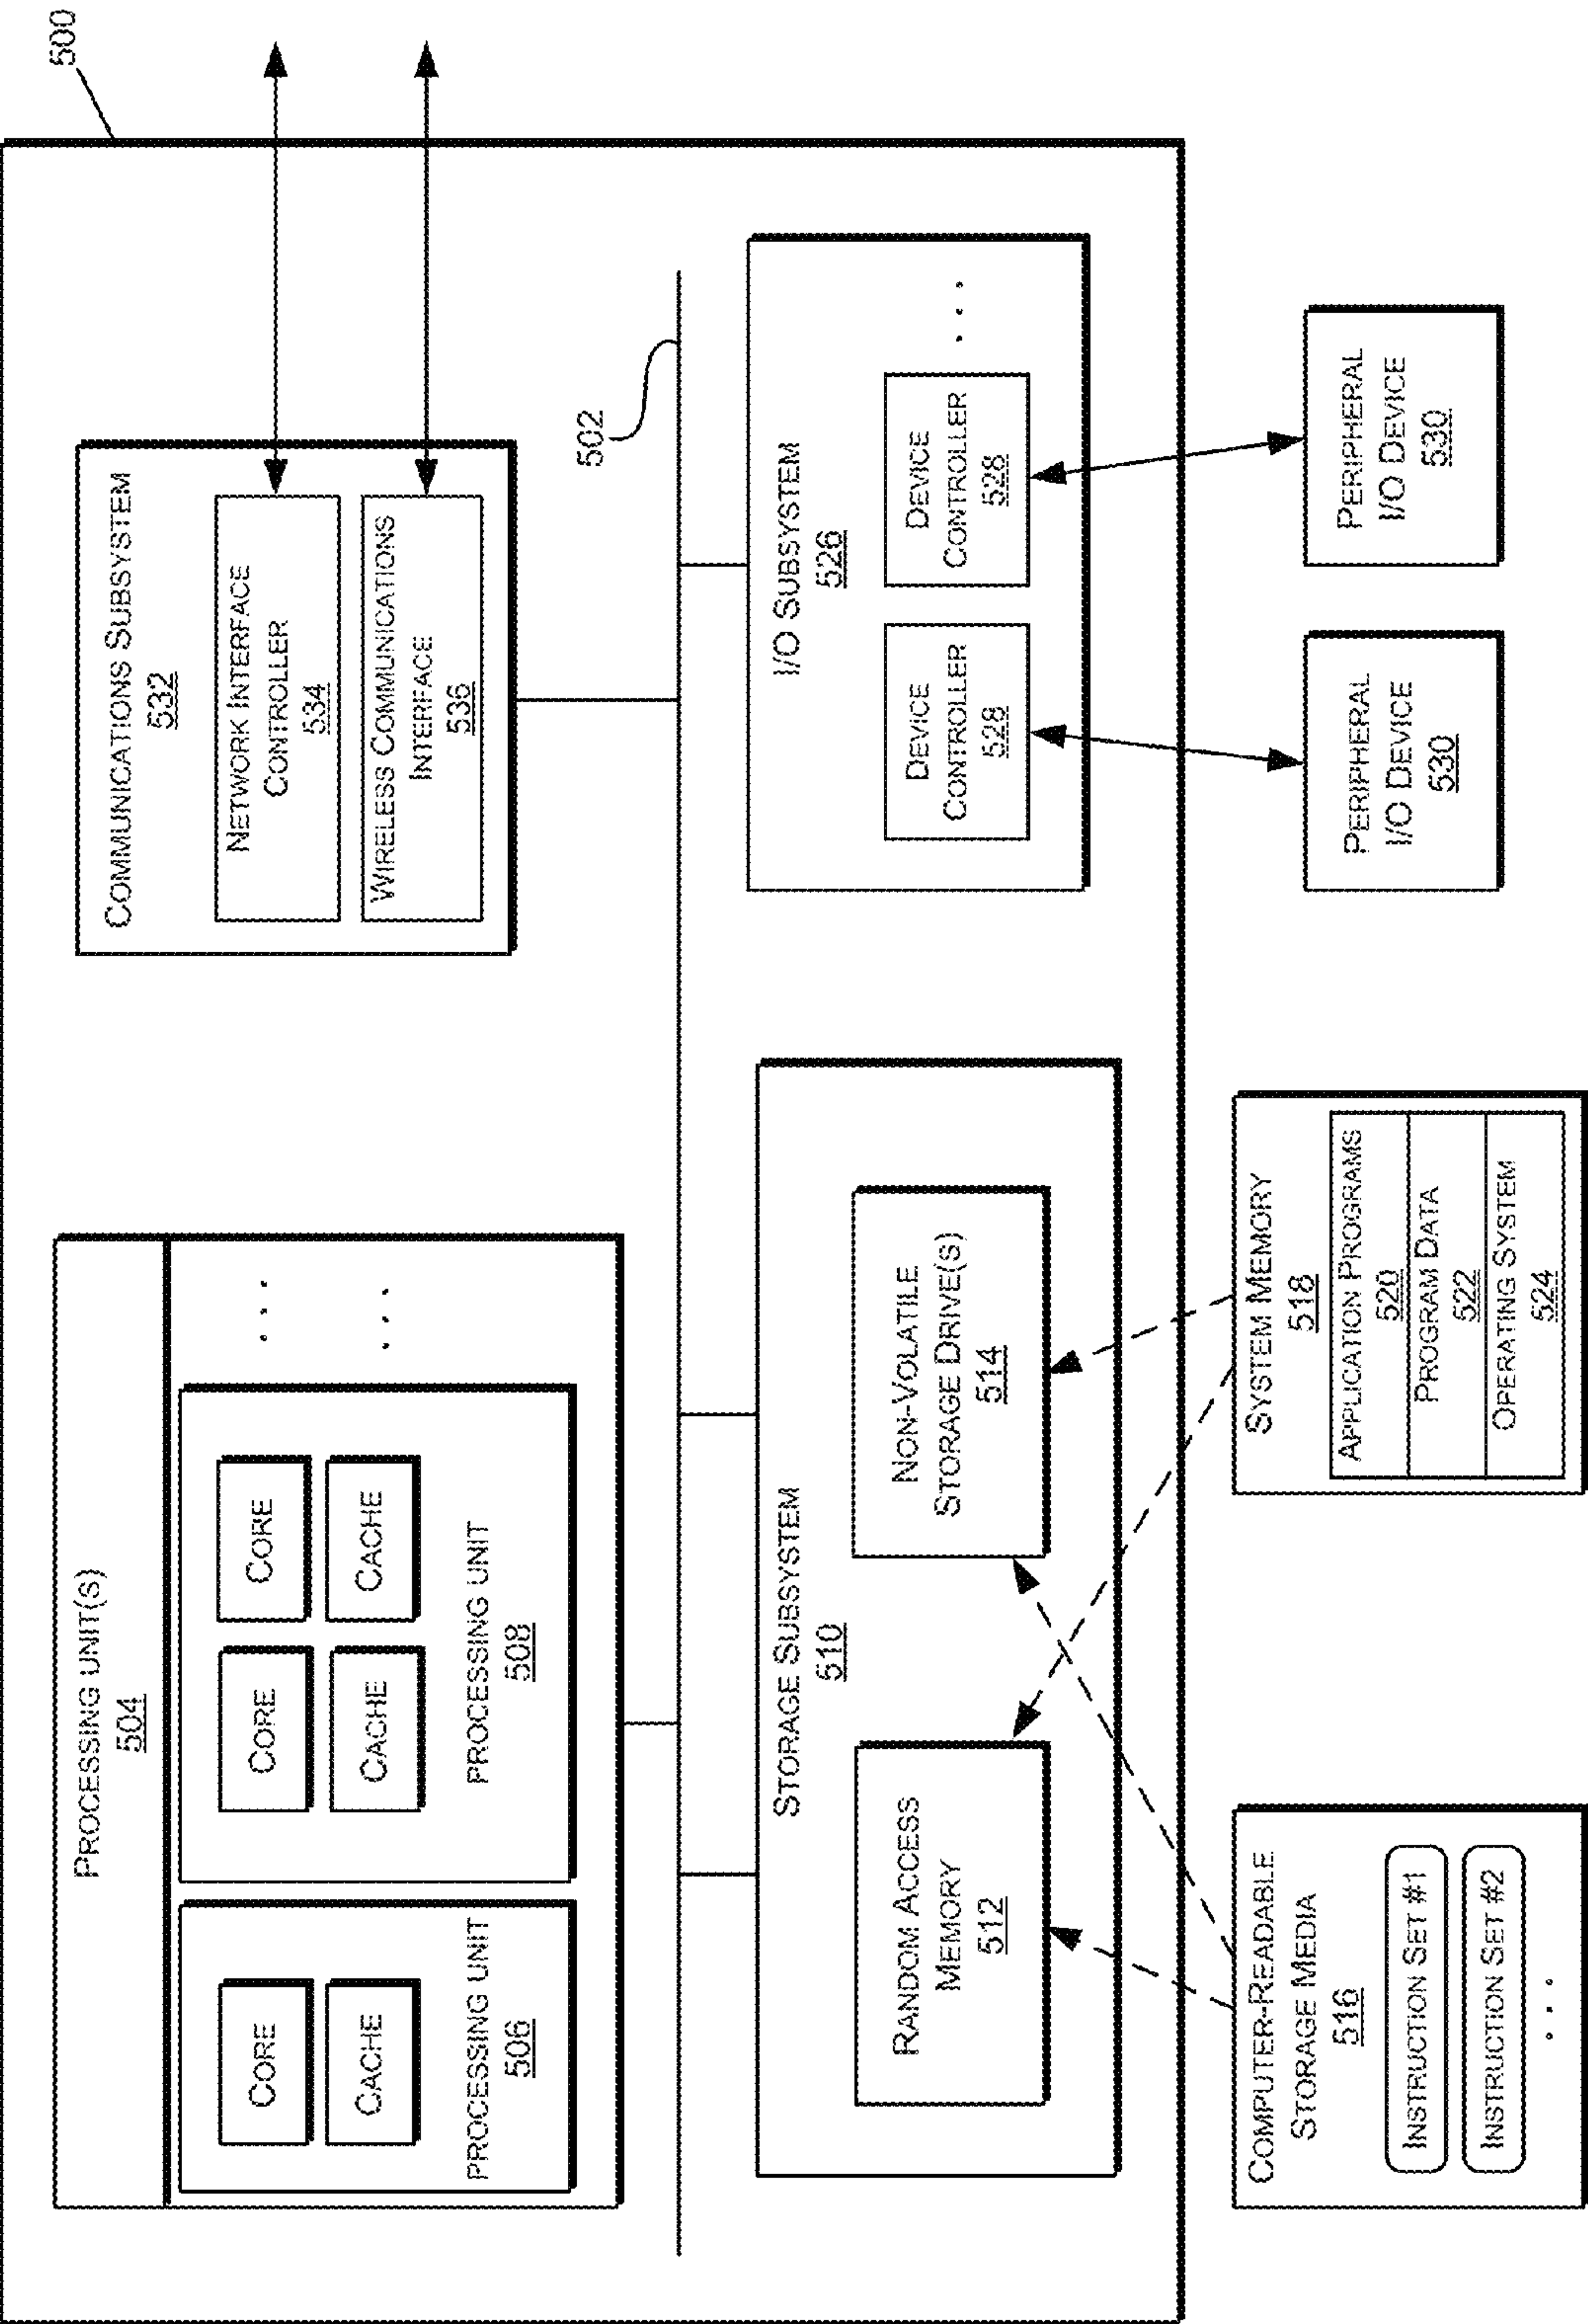 500
PROCESSING UNIT(S)
504
CORE
CACHE
PROCESSING UNIT
506
CORE
CORE
CACHE
CACHE
PROCESSING UNIT
508
. . .
. . .
COMMUNICATIONS SUBSYSTEM
532
NETWORK INTERFACE
CONTROLLER
534
WIRELESS COMMUNICATIONS
INTERFACE
536
502
STORAGE SUBSYSTEM
510
RANDOM ACCESS
MEMORY
512
NON-VOLATILE
STORAGE DRIVE(S)
514
I/O SUBSYSTEM
526
DEVICE
CONTROLLER
528
DEVICE
CONTROLLER
528
. . .
COMPUTER-READABLE
STORAGE MEDIA
516
INSTRUCTION SET #1
INSTRUCTION SET #2
. . .
SYSTEM MEMORY
518
APPLICATION PROGRAMS
520
PROGRAM DATA
522
OPERATING SYSTEM
524
PERIPHERAL
I/O DEVICE
530
PERIPHERAL
I/O DEVICE
530